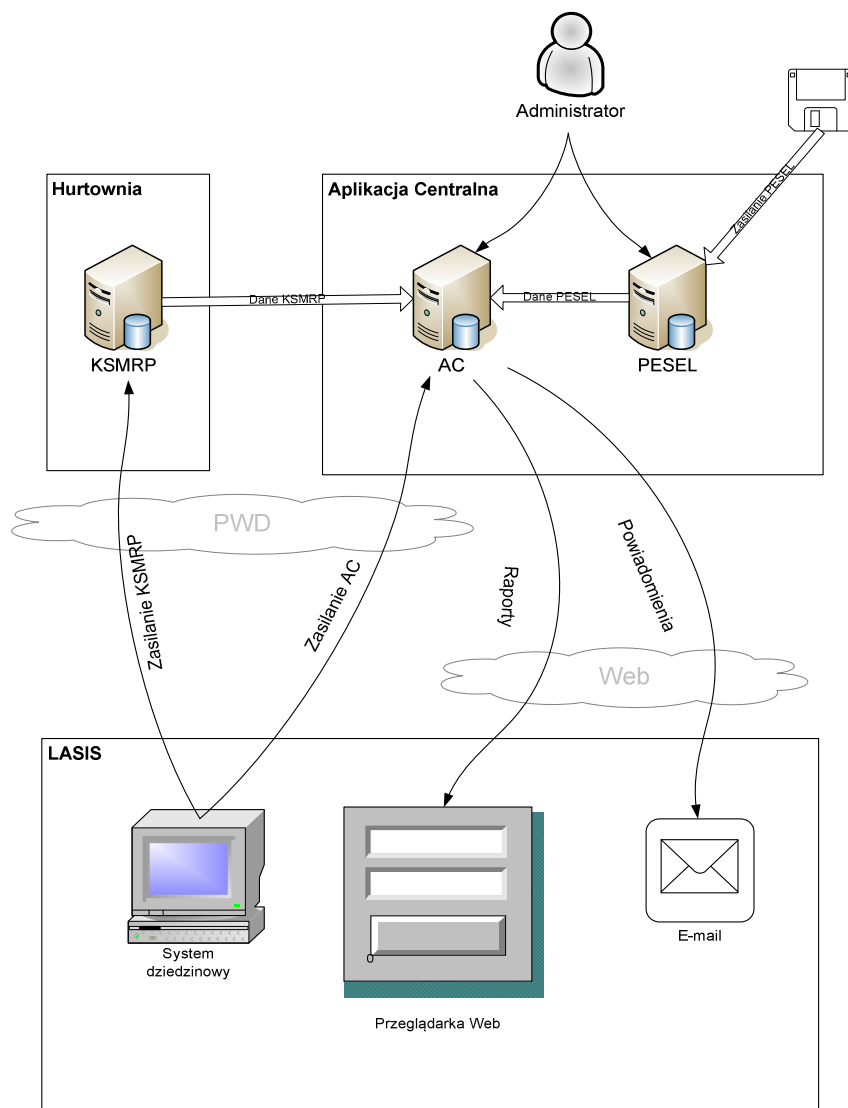 Administrator
Zasilanie PESEL
Hurtownia
Aplikacja Centralna
Dane KSMRP
Dane PESEL
KSMRP
AC
PESEL
PWD
Zasilanie KSMRP
Zasilanie AC
Raporty
Powiadomienia
Web
LASIS
System
dziedzinowy
Przeglądarka Web
E-mail